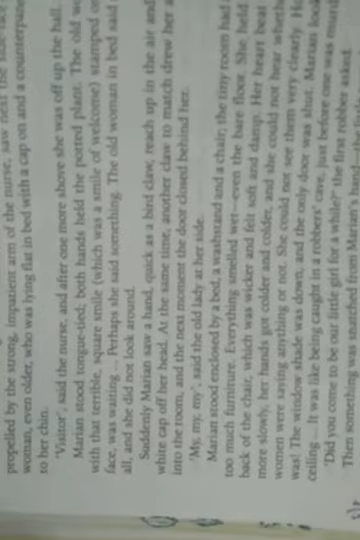 propelled by the strong, impatient arm of the nurse, saw next the
woman, even older, who was lying flat in bed with a cap on and a counterpane
to her chin.
'Visitor', said the nurse, and after one more shove she was off up the hall.
Marian stood tongue-tied; both hands held the potted plant. The old
with that terrible, square smile (which was a smile of welcome) stamped on
face, was waiting ... Perhaps she said something. The old woman in bed said
all, and she did not look around.
Suddenly Marian saw a hand, quick as a bird claw, reach up in the air and
white cap off her head. At the same time, another claw to match drew her
into the room, and the next moment the door closed behind her.
'My, my, my', said the old lady at her side.
Marian stood enclosed by a bed, a washstand and a chair; the tiny room had
too much furniture. Everything smelled wet—even the bare floor. She held
back of the chair, which was wicker and felt soft and damp. Her heart beat
more slowly, her hands got colder and colder, and she could not hear whether
women were saying anything or not. She could not see them very clearly.
was! The window shade was down, and the only door was shut. Marian
ceiling ... It was like being caught in a robbers' cave, just before one was
'Did you come to be our little girl for a while?' the first robber asked.
Then something was snatched from Marian's hand